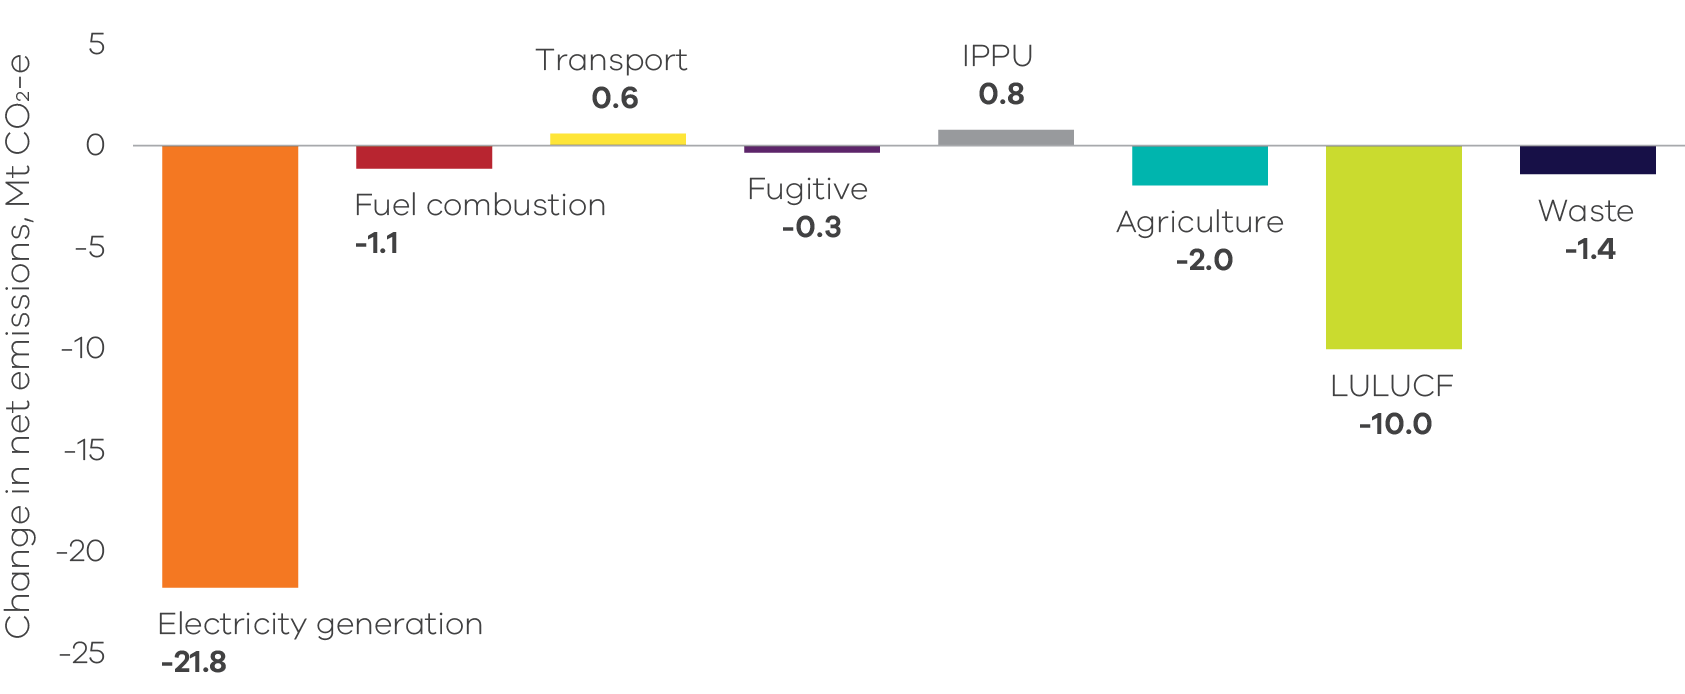 Change in net emissions, Mt CO₂-e
5
0
-5
-10
-15
-20
-25
Electricity generation
-21.8
Fuel combustion
-1.1
Transport
0.6
Fugitive
-0.3
IPPU
0.8
Agriculture
-2.0
LULUCF
-10.0
Waste
-1.4